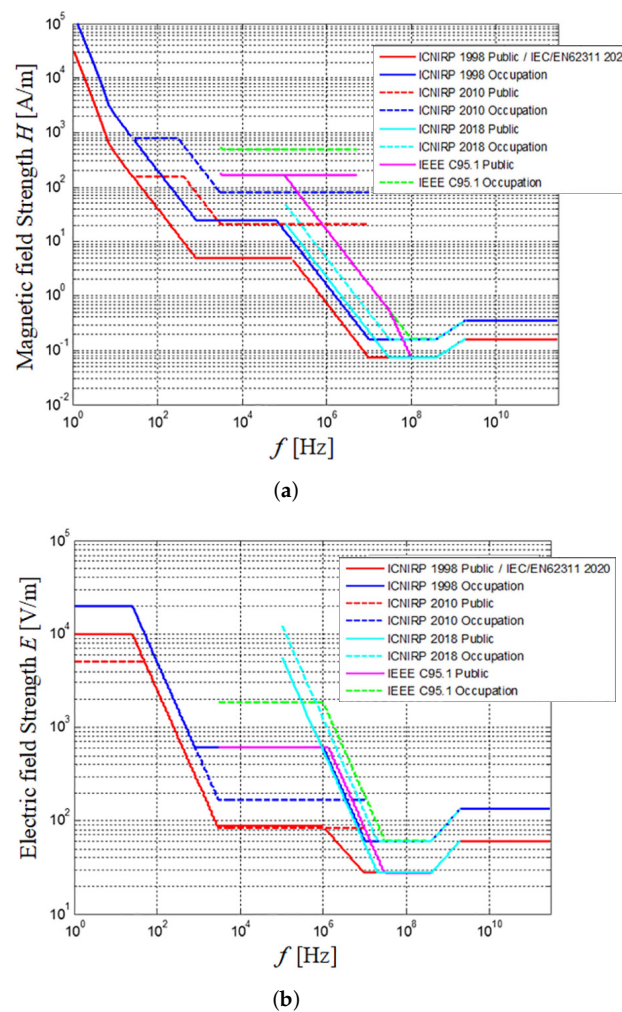 (a)
Magnetic field Strength H [A/m]
10^5
10^4
10^3
10^2
10^1
10^0
10^-1
10^-2
10^0 10^2 10^4 10^6 10^8 10^10
f [Hz]
ICNIRP 1998 Public / IEC/EN62311 202
ICNIRP 1998 Occupation
ICNIRP 2010 Public
ICNIRP 2010 Occupation
ICNIRP 2018 Public
ICNIRP 2018 Occupation
IEEE C95.1 Public
IEEE C95.1 Occupation
(b)
Electric field Strength E [V/m]
10^5
10^4
10^3
10^2
10^1
10^0 10^2 10^4 10^6 10^8 10^10
f [Hz]
ICNIRP 1998 Public / IEC/EN62311 2020
ICNIRP 1998 Occupation
ICNIRP 2010 Public
ICNIRP 2010 Occupation
ICNIRP 2018 Public
ICNIRP 2018 Occupation
IEEE C95.1 Public
IEEE C95.1 Occupation